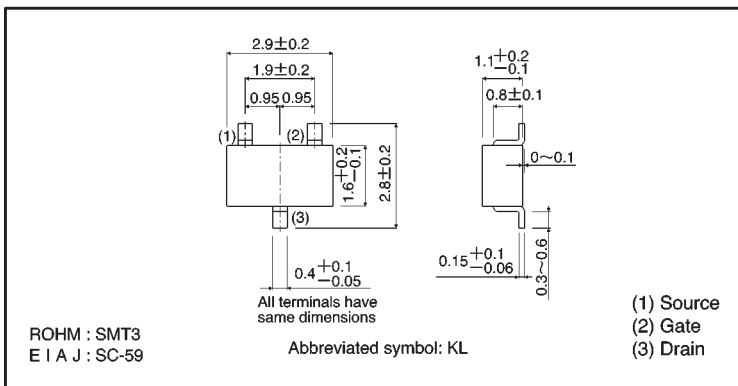 2.9±0.2
1.9±0.2
0.95 0.95
(1) (2)
1.6+0.2−0.1
2.8±0.2
(3)
0.4+0.1−0.05
All terminals have
same dimensions
1.1+0.2−0.1
0.8±0.1
0~0.1
0.15+0.1−0.06
0.3~0.6
ROHM : SMT3
E I A J : SC-59
Abbreviated symbol: KL
(1) Source
(2) Gate
(3) Drain